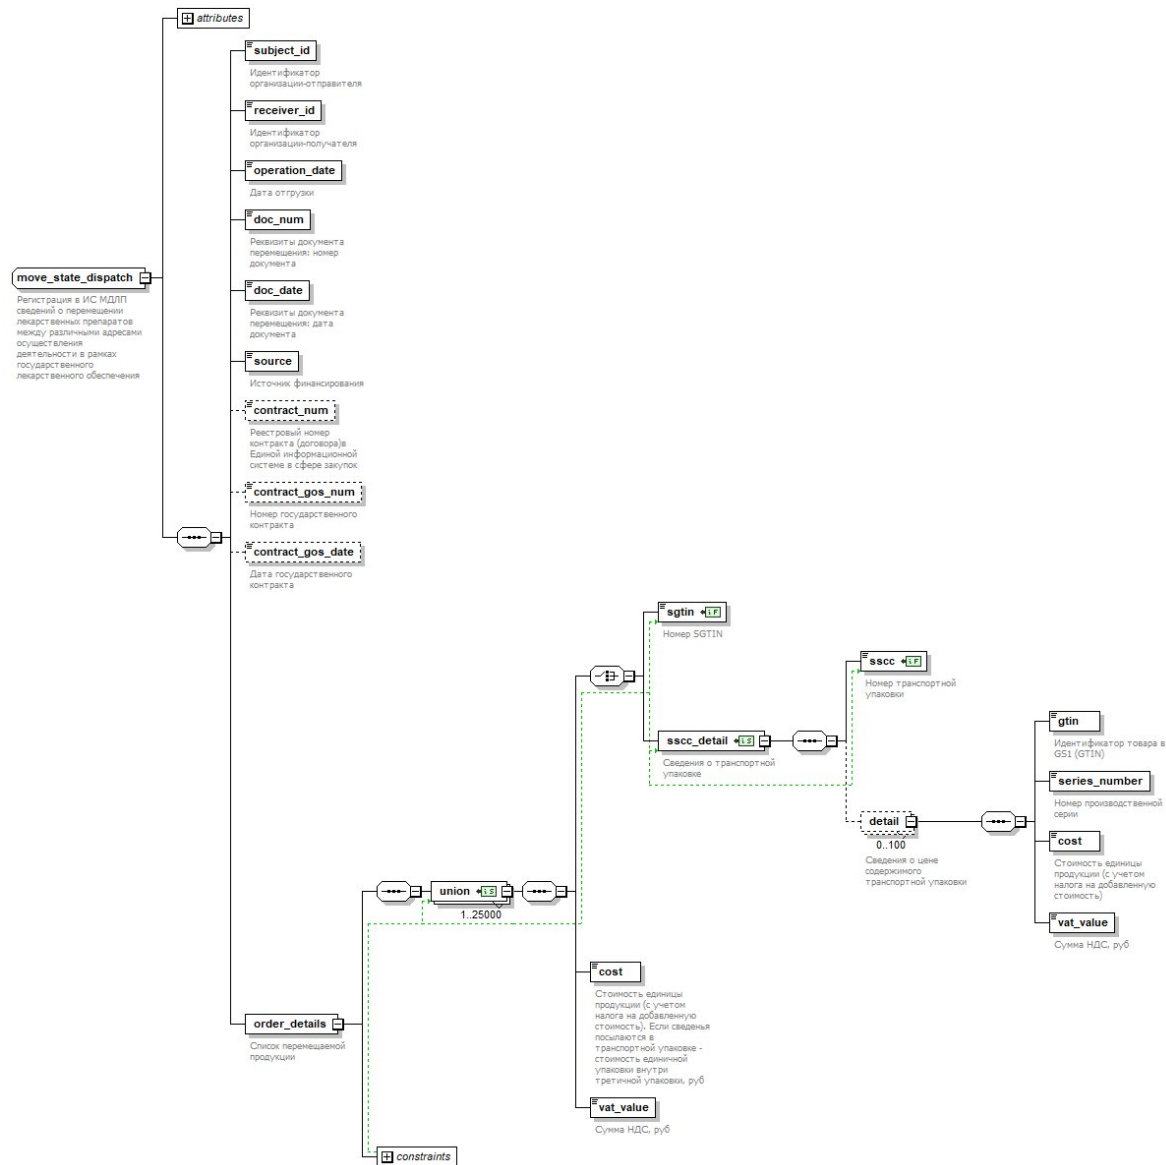 attributes
subject_id
Идентификатор
организации-отправителя
receiver_id
Идентификатор
организации-получателя
operation_date
Дата отгрузки
doc_num
Реквизиты документа
перемещения: номер
документа
move_state_dispatch
Регистрация в ИС МДЛП
сведений о перемещении
лекарственных препаратов
между различными адресами
осуществления
деятельности в рамках
государственного
лекарственного обеспечения
doc_date
Реквизиты документа
перемещения: дата
документа
source
Источник финансирования
contract_num
Реестровый номер
контракта (договора)в
Единой информационной
системе в сфере закупок
contract_gos_num
Номер государственного
контракта
contract_gos_date
Дата государственного
контракта
order_details
Список перемещаемой
продукции
union
1..25000
sgtin
Номер SGTIN
sscc_detail
Сведения о транспортной
упаковке
sscc
Номер транспортной
упаковки
detail
0..100
Сведения о цене
содержимого
транспортной упаковки
gtin
Идентификатор товара в
GS1 (GTIN)
series_number
Номер производственной
серии
cost
Стоимость единицы
продукции (с учетом
налога на добавленную
стоимость)
vat_value
Сумма НДС, руб
cost
Стоимость единицы
продукции (с учетом
налога на добавленную
стоимость). Если сведенья
посылаются в
транспортной упаковке -
стоимость единичной
упаковки внутри
третичной упаковки, руб
vat_value
Сумма НДС, руб
constraints